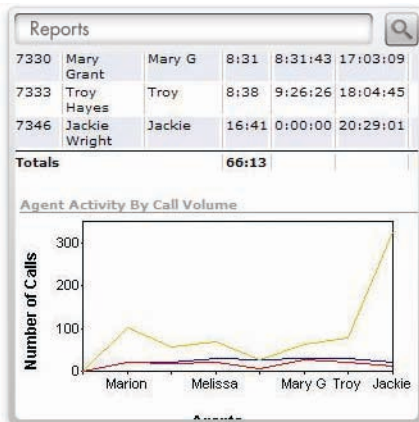 Reports
7330 Mary Grant Mary G 8:31 8:31:43 17:03:09
7333 Troy Hayes Troy 8:38 9:26:26 18:04:45
7346 Jackie Wright Jackie 16:41 0:00:00 20:29:01
Totals 66:13
Agent Activity By Call Volume
Number of Calls
300
200
100
0
Marion Melissa Mary G Troy Jackie
Agents